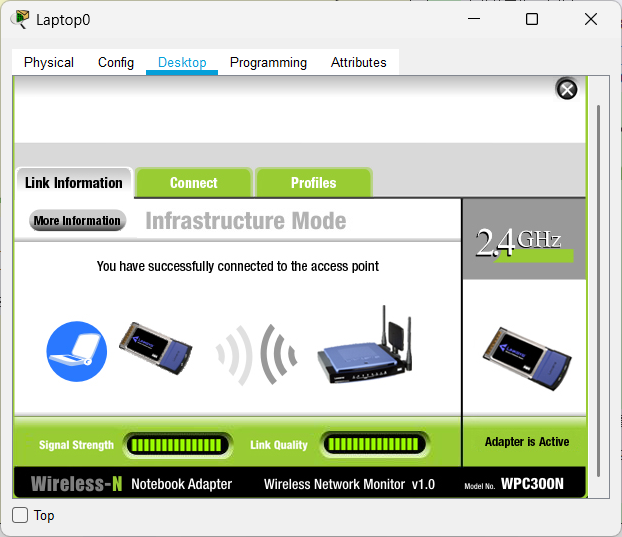 Laptop0
Physical Config Desktop Programming Attributes
Link Information Connect Profiles
More Information Infrastructure Mode
2.4GHz
You have successfully connected to the access point
Signal Strength Link Quality Adapter is Active
Wireless-N Notebook Adapter Wireless Network Monitor v1.0 Model No. WPC300N
Top